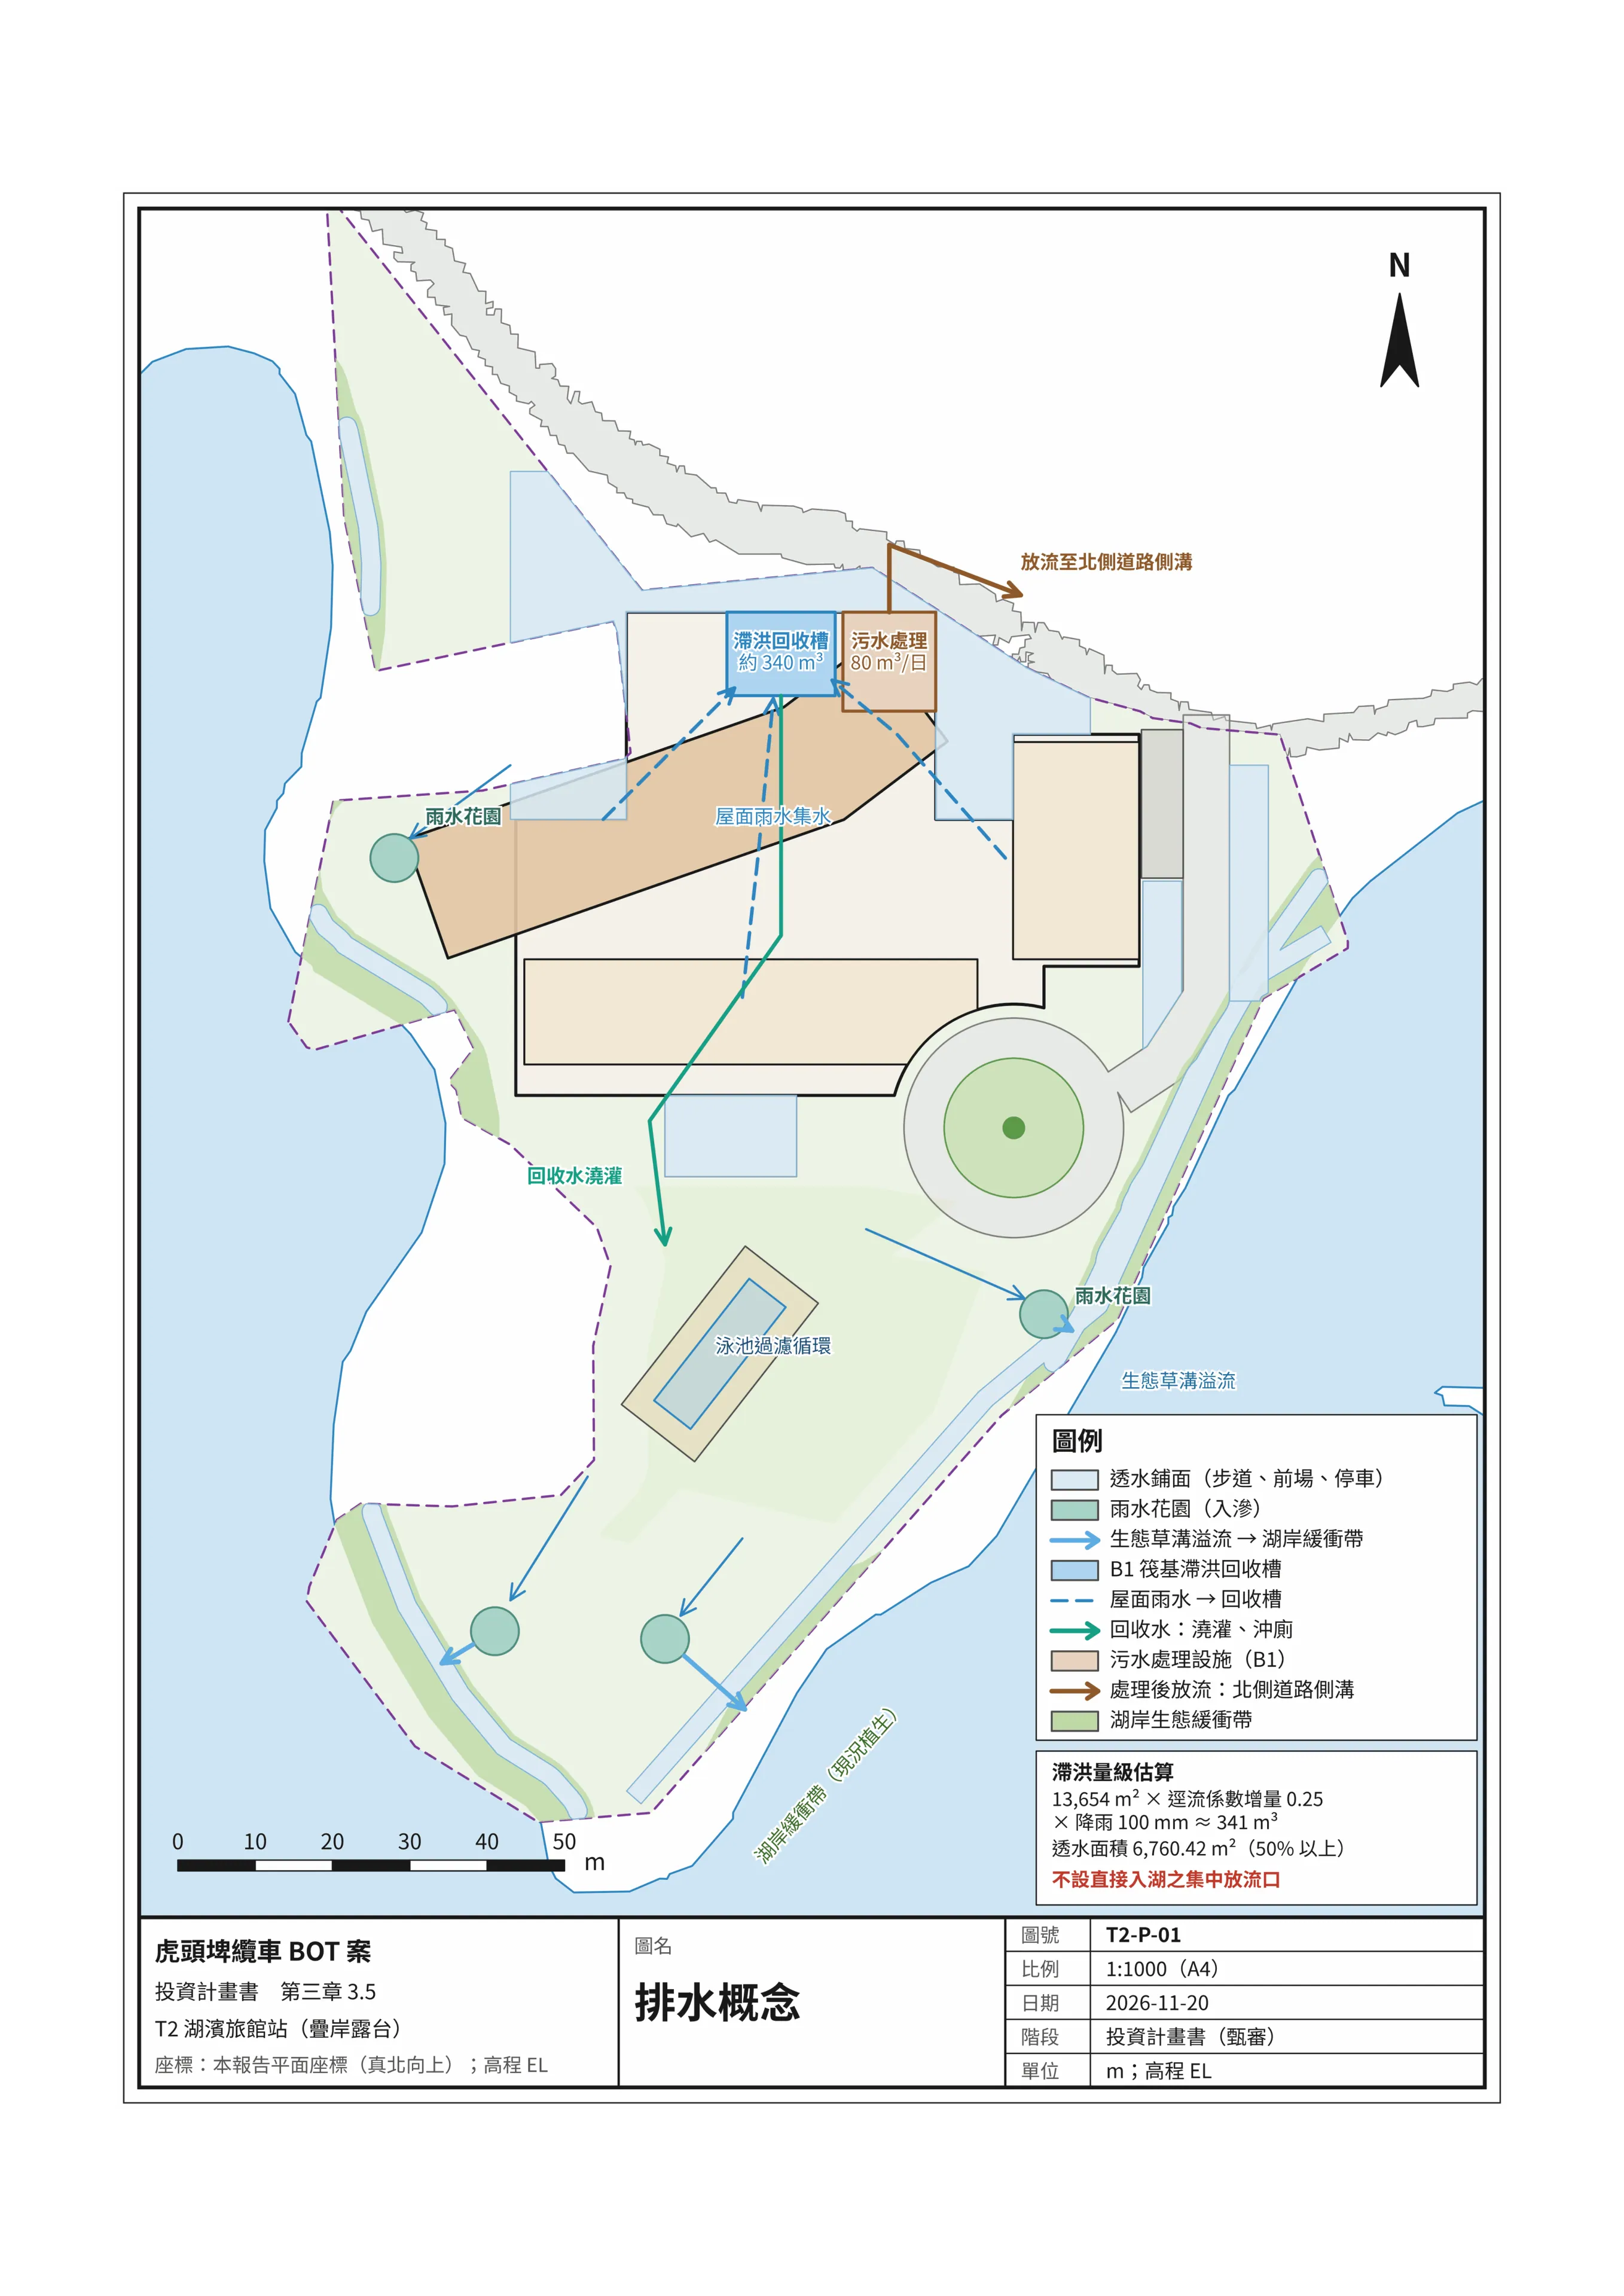 N
放流至北側道路側溝
滯洪回收槽
約 340 m³
污水處理
80 m³/日
雨水花園
屋面雨水集水
回收水澆灌
雨水花園
泳池過濾循環
生態草溝溢流
湖岸緩衝帶（現況植生）
圖例
透水鋪面（步道、前場、停車）
雨水花園（入滲）
生態草溝溢流 → 湖岸緩衝帶
B1 筏基滯洪回收槽
屋面雨水 → 回收槽
回收水：澆灌、沖廁
污水處理設施（B1）
處理後放流：北側道路側溝
湖岸生態緩衝帶
滯洪量級估算
13,654 m² × 逕流係數增量 0.25
× 降雨 100 mm ≈ 341 m³
透水面積 6,760.42 m²（50% 以上）
不設直接入湖之集中放流口
0 10 20 30 40 50 m
虎頭埤纜車 BOT 案
投資計畫書　第三章 3.5
T2 湖濱旅館站（疊岸露台）
座標：本報告平面座標（真北向上）；高程 EL
圖名
排水概念
圖號 T2-P-01
比例 1:1000（A4）
日期 2026-11-20
階段 投資計畫書（甄審）
單位 m；高程 EL